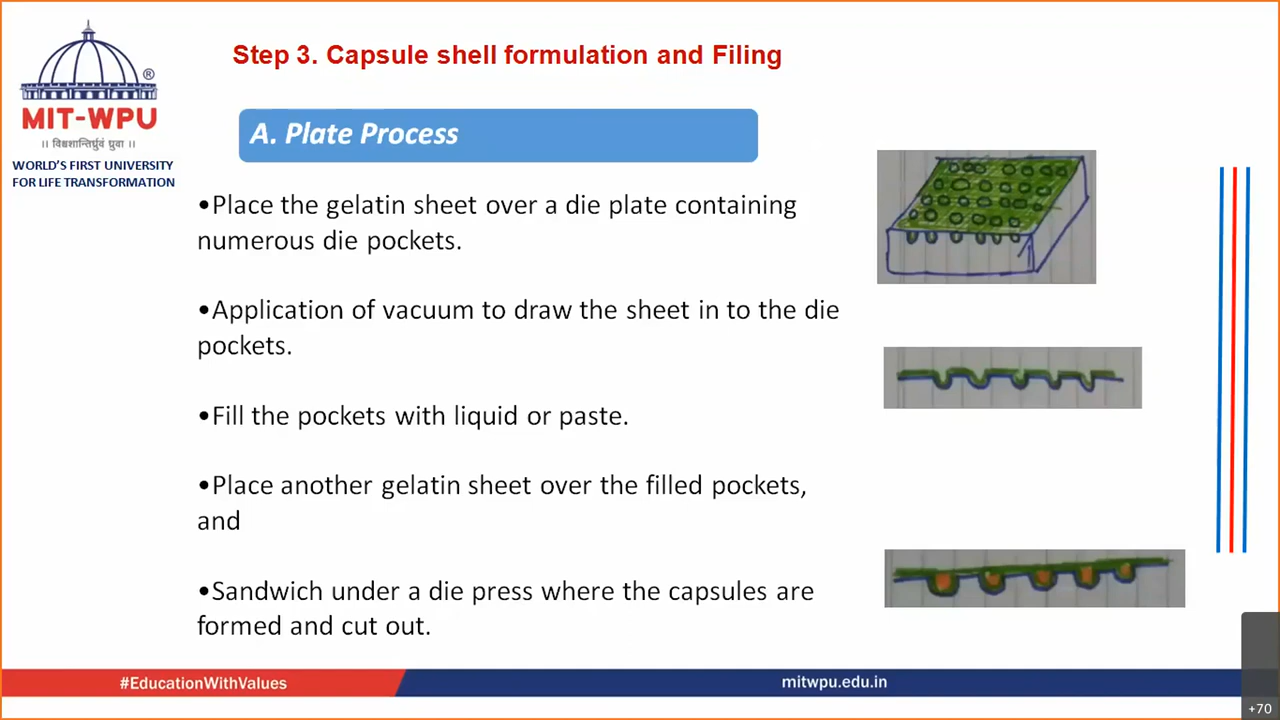 Step 3. Capsule shell formulation and Filing
®
MIT-WPU
॥ विश्वशान्तिर्ध्रुवं ध्रुवा ॥
WORLD'S FIRST UNIVERSITY
FOR LIFE TRANSFORMATION
A. Plate Process
•Place the gelatin sheet over a die plate containing
numerous die pockets.
•Application of vacuum to draw the sheet in to the die
pockets.
•Fill the pockets with liquid or paste.
•Place another gelatin sheet over the filled pockets,
and
•Sandwich under a die press where the capsules are
formed and cut out.
#EducationWithValues
mitwpu.edu.in
+70